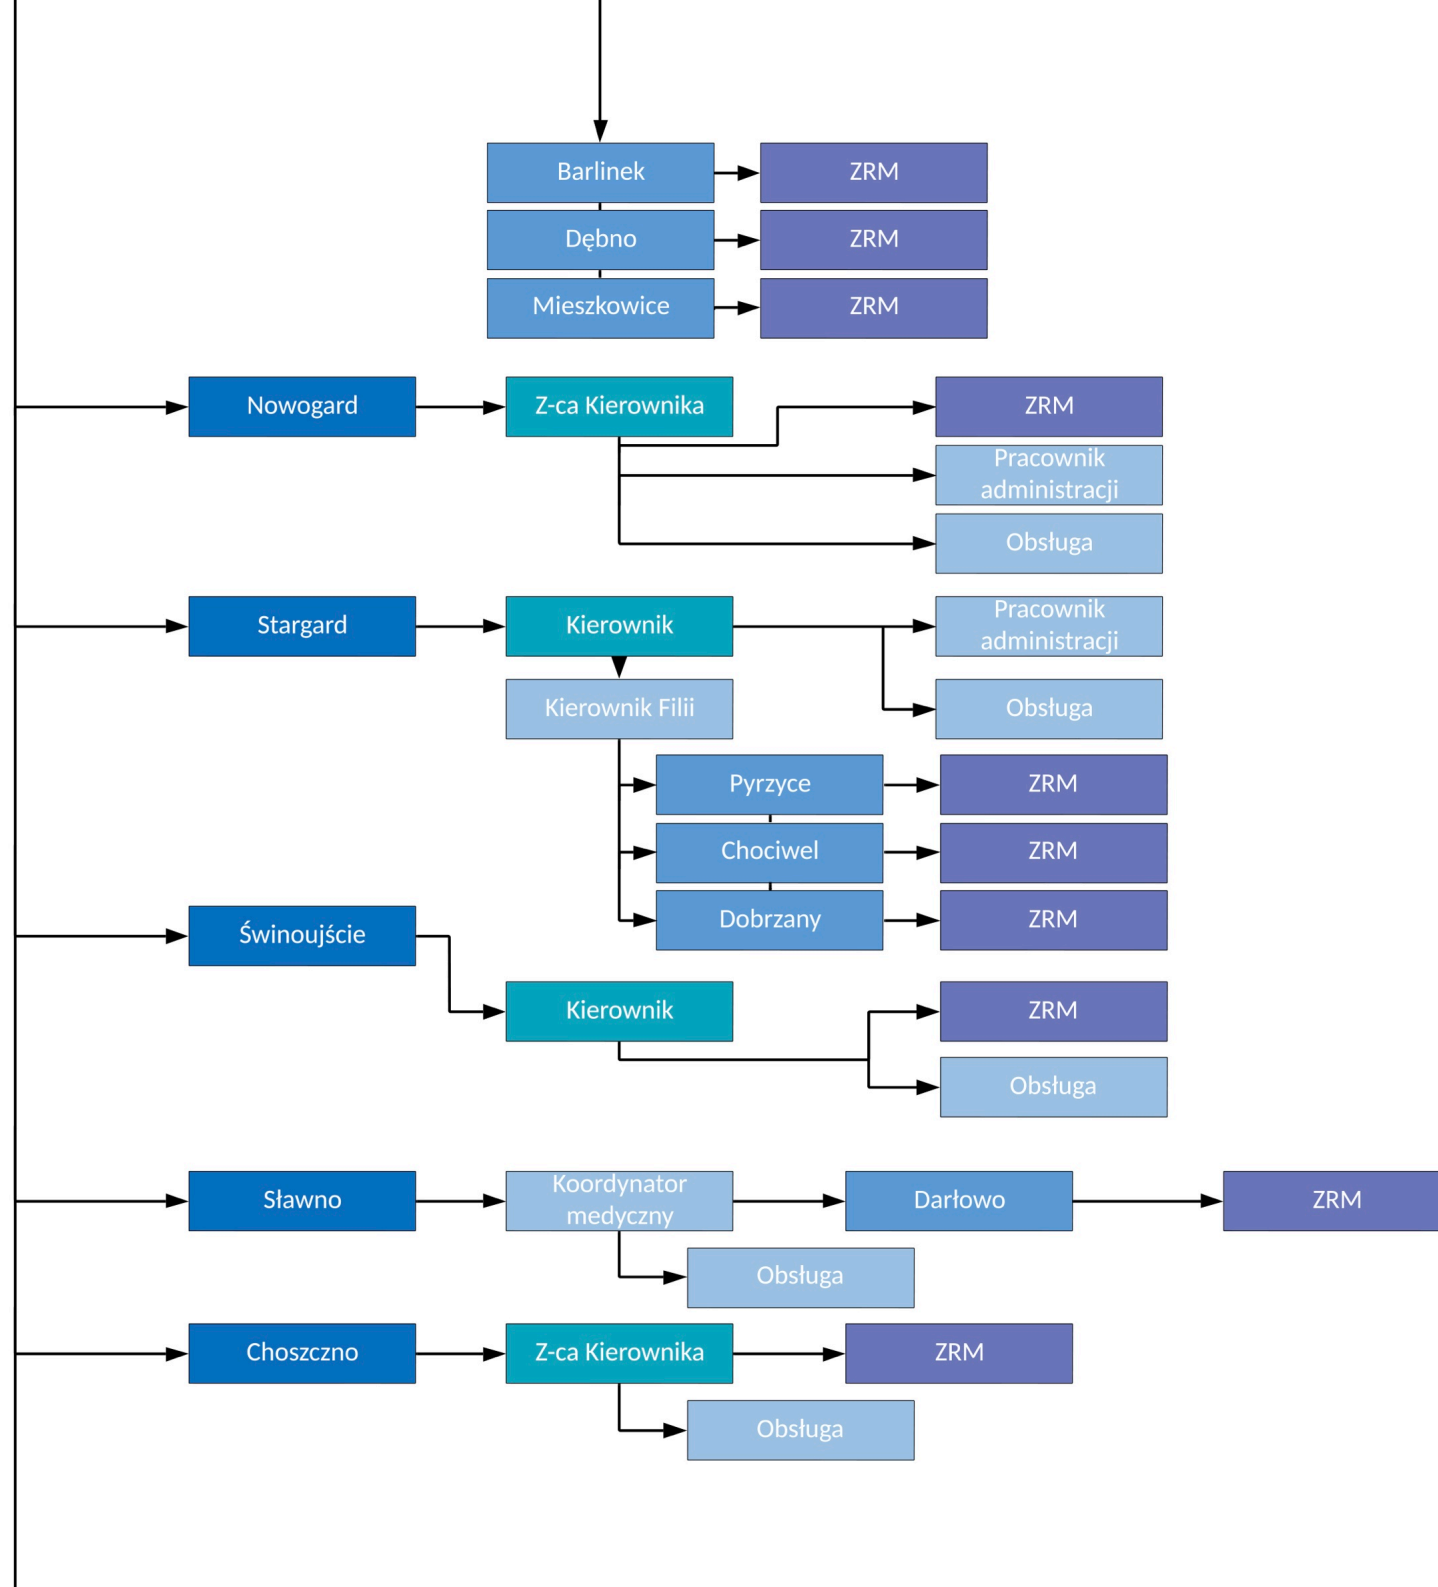 Barlinek
ZRM
Dębno
ZRM
Mieszkowice
ZRM
Nowogard
Z-ca Kierownika
ZRM
Pracownik
administracji
Obsługa
Stargard
Kierownik
Pracownik
administracji
Kierownik Filii
Obsługa
Pyrzyce
ZRM
Chociwel
ZRM
Dobrzany
ZRM
Świnoujście
Kierownik
ZRM
Obsługa
Sławno
Koordynator
medyczny
Darłowo
ZRM
Obsługa
Choszczno
Z-ca Kierownika
ZRM
Obsługa